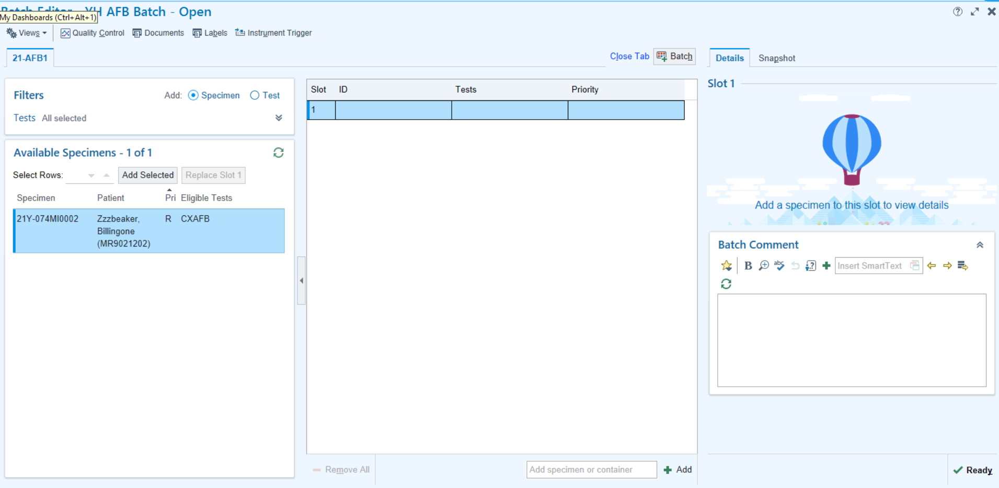 Batch Editor - YH AFB Batch - Open
My Dashboards (Ctrl+Alt+1)
Views Quality Control Documents Labels Instrument Trigger
21-AFB1
Close Tab Batch
Details Snapshot
Filters Add: Specimen Test
Tests All selected
Available Specimens - 1 of 1
Select Rows: Add Selected Replace Slot 1
Specimen Patient Pri Eligible Tests
21Y-074MI0002 Zzzbeaker, R CXAFB
Billingone
(MR9021202)
Slot ID Tests Priority
1
Remove All Add specimen or container Add
Slot 1
Add a specimen to this slot to view details
Batch Comment
B abc ? Insert SmartText
Ready